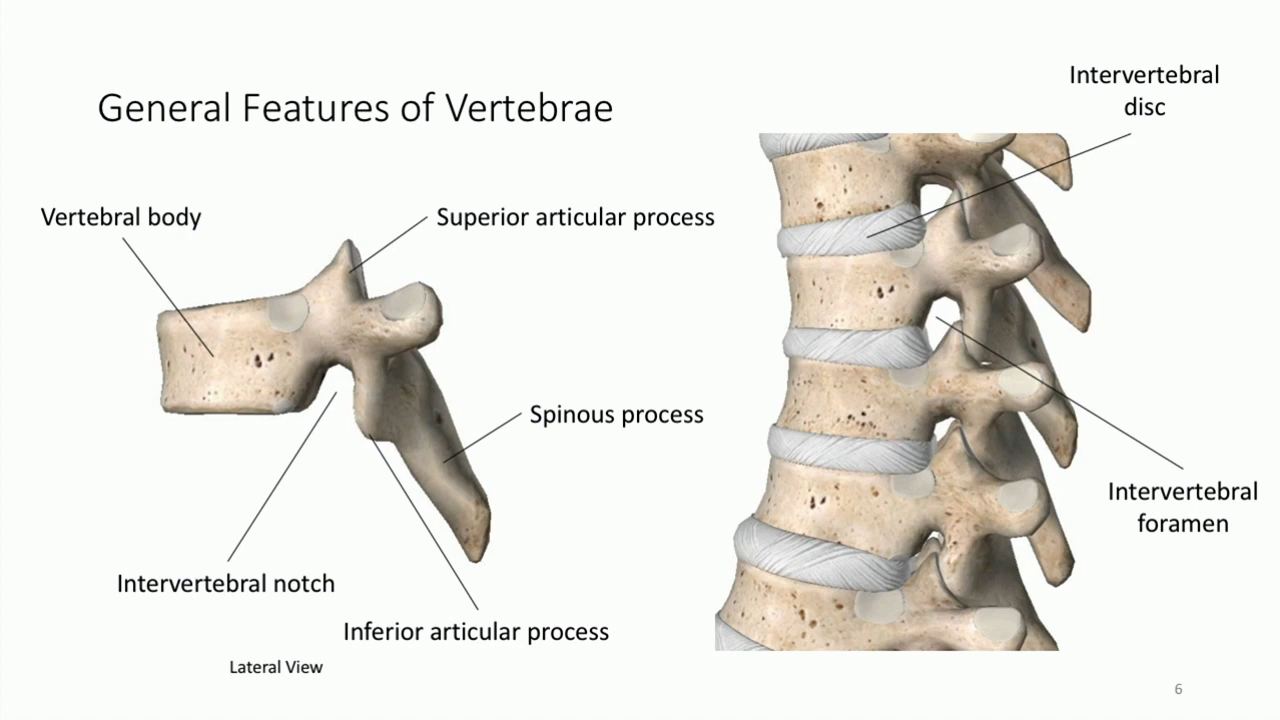 General Features of Vertebrae
Intervertebral
disc
Vertebral body
Superior articular process
Spinous process
Intervertebral
foramen
Intervertebral notch
Inferior articular process
Lateral View
6